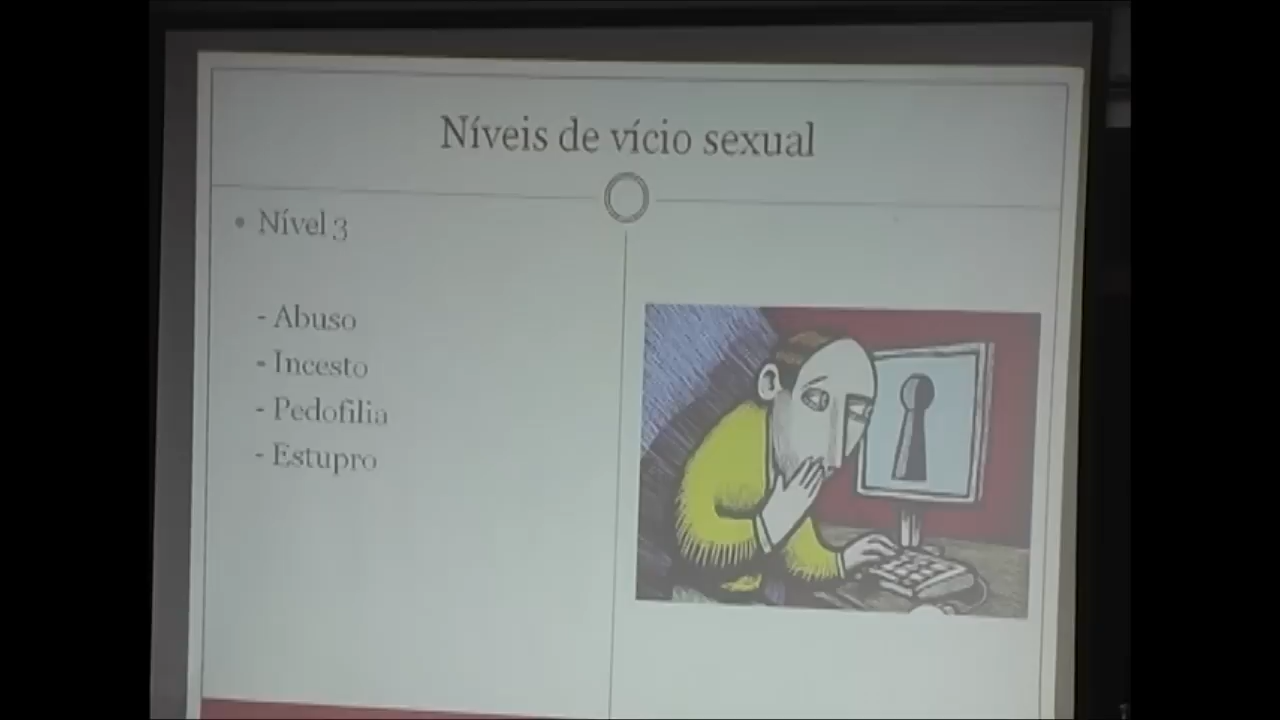 Níveis de vício sexual
• Nível 3
- Abuso
- Incesto
- Pedofilia
- Estupro